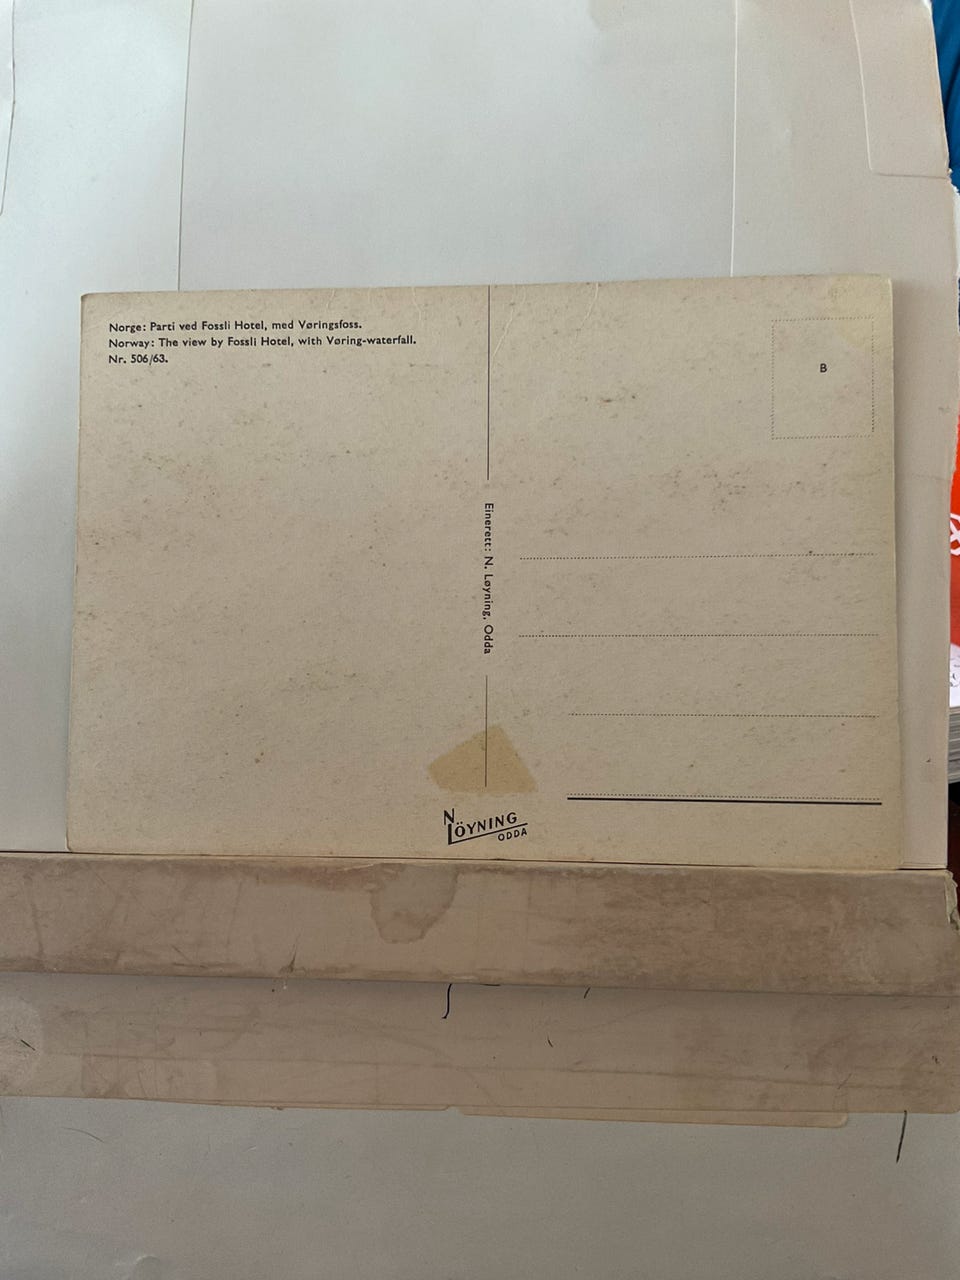 Norge: Parti ved Fossli Hotel, med Vøringsfoss.
Norway: The view by Fossli Hotel, with Vøring-waterfall.
Nr. 506/63.
B
Einerett: N. Løyning, Odda
N LÖYNING
ODDA